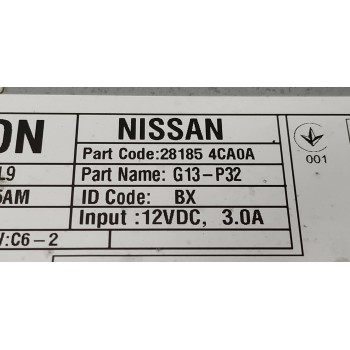 ON NISSAN
Part Code:28185 4CA0A
L9 Part Name: G13-P32
5AM ID Code: BX
Input :12VDC, 3.0A
/:C6-2
001